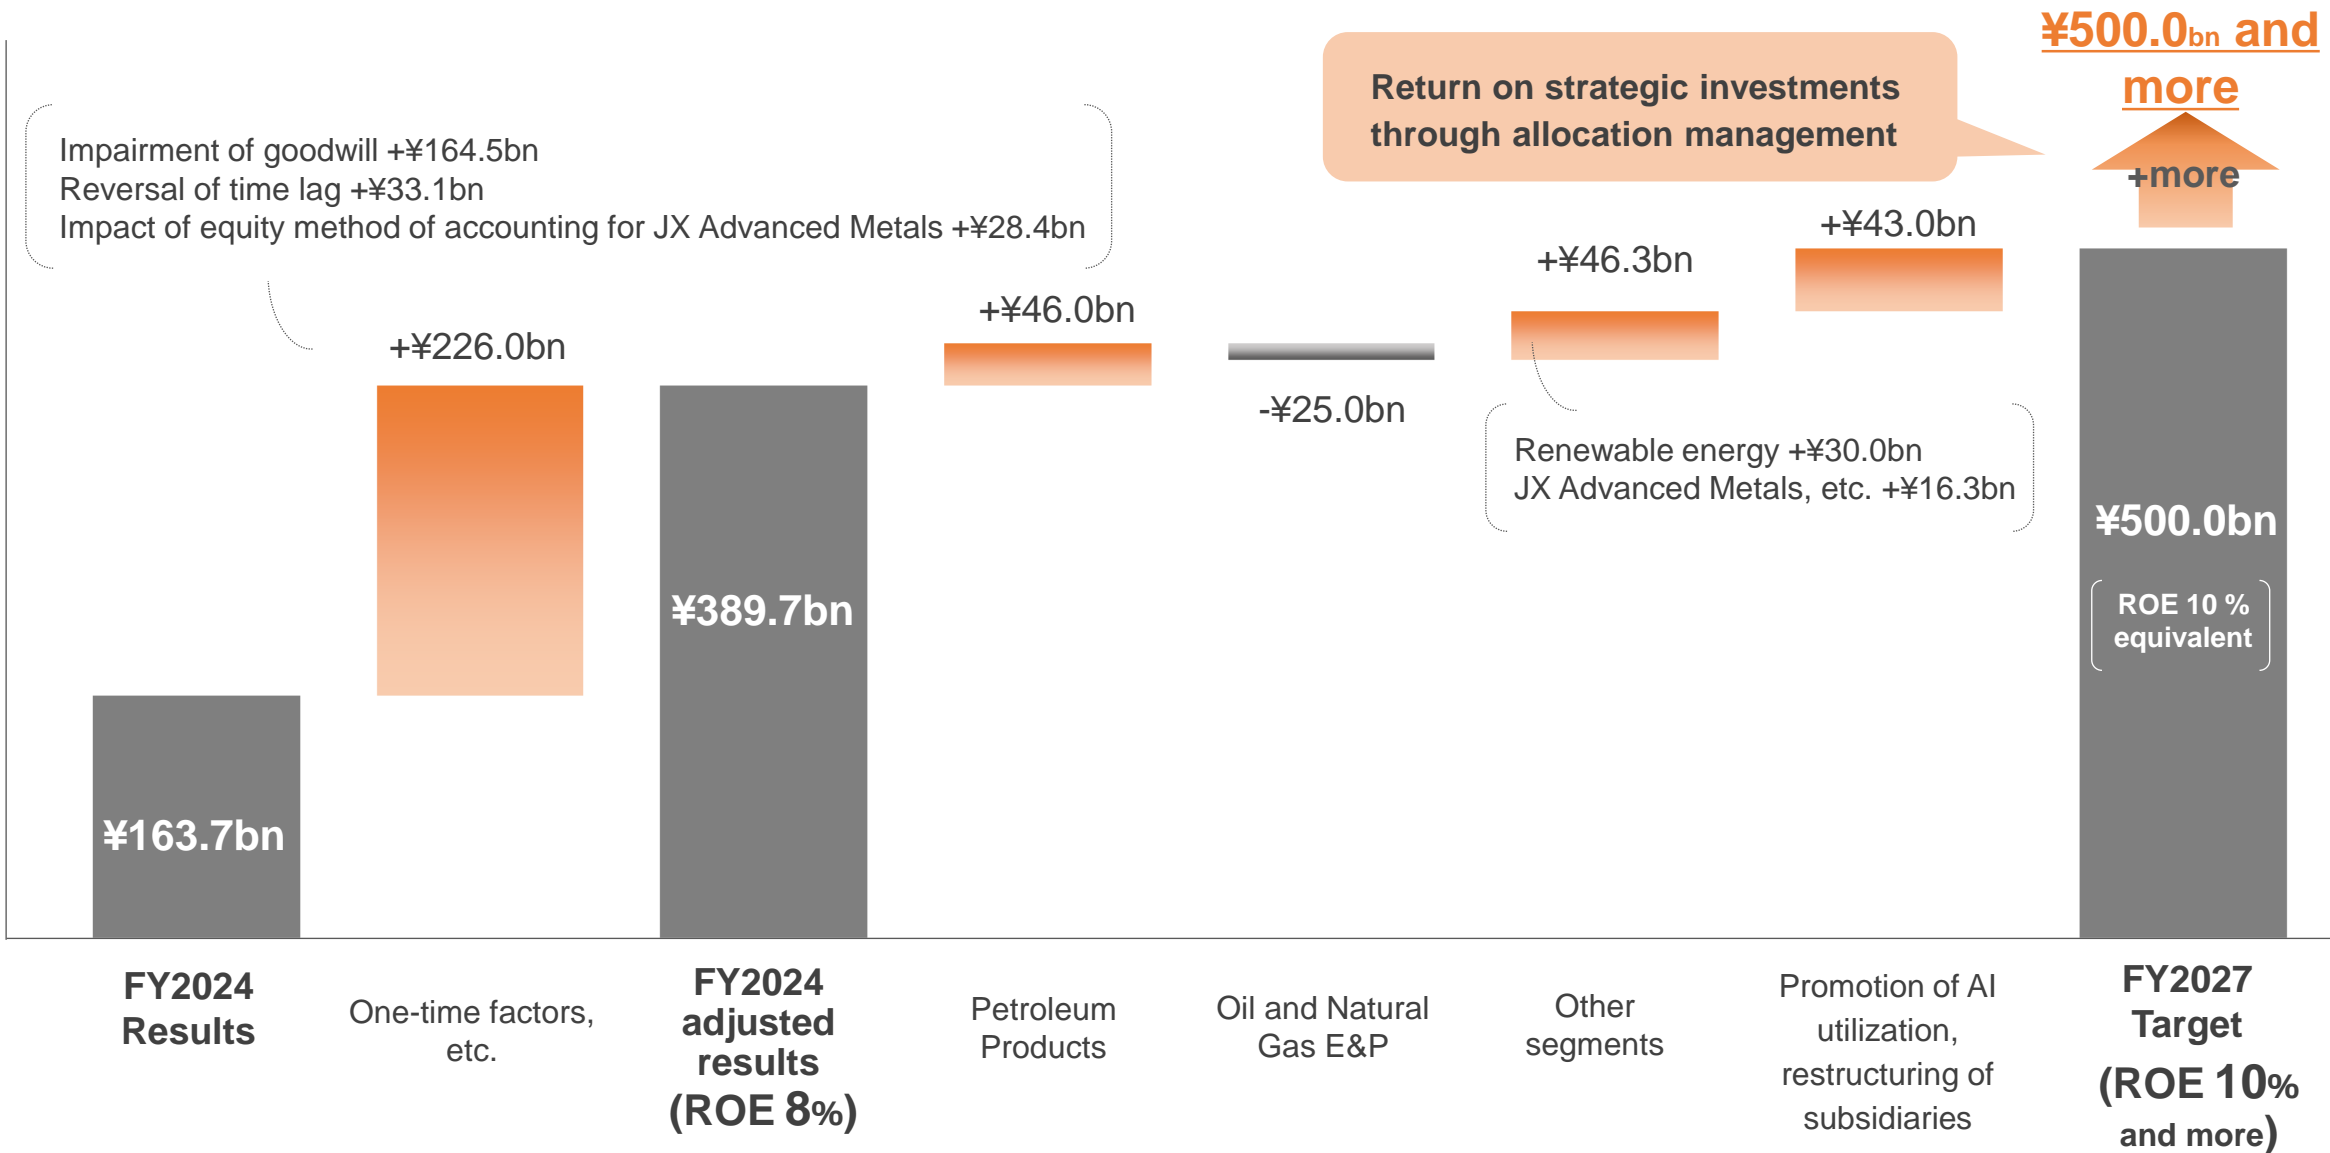 ¥500.0bn and
more
+more
Return on strategic investments
through allocation management
Impairment of goodwill +¥164.5bn
Reversal of time lag +¥33.1bn
Impact of equity method of accounting for JX Advanced Metals +¥28.4bn
+¥226.0bn
+¥46.0bn
-¥25.0bn
+¥46.3bn
+¥43.0bn
Renewable energy +¥30.0bn
JX Advanced Metals, etc. +¥16.3bn
¥163.7bn
¥389.7bn
¥500.0bn
ROE 10 %
equivalent
FY2024
Results
One-time factors,
etc.
FY2024
adjusted
results
(ROE 8%)
Petroleum
Products
Oil and Natural
Gas E&P
Other
segments
Promotion of AI
utilization,
restructuring of
subsidiaries
FY2027
Target
(ROE 10%
and more)